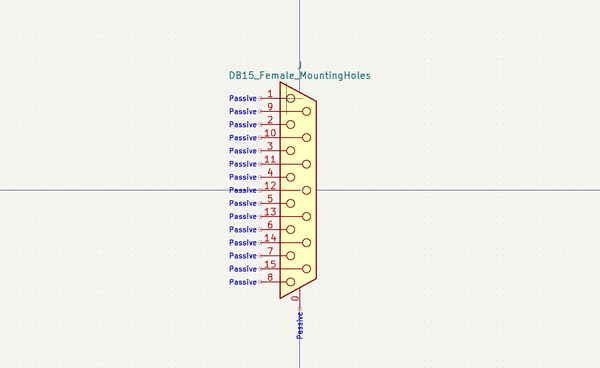 J
DB15_Female_MountingHoles
Passive 1
Passive 9
Passive 2
Passive 10
Passive 3
Passive 11
Passive 4
Passive 12
Passive 5
Passive 13
Passive 6
Passive 14
Passive 7
Passive 15
Passive 8
0
Passive